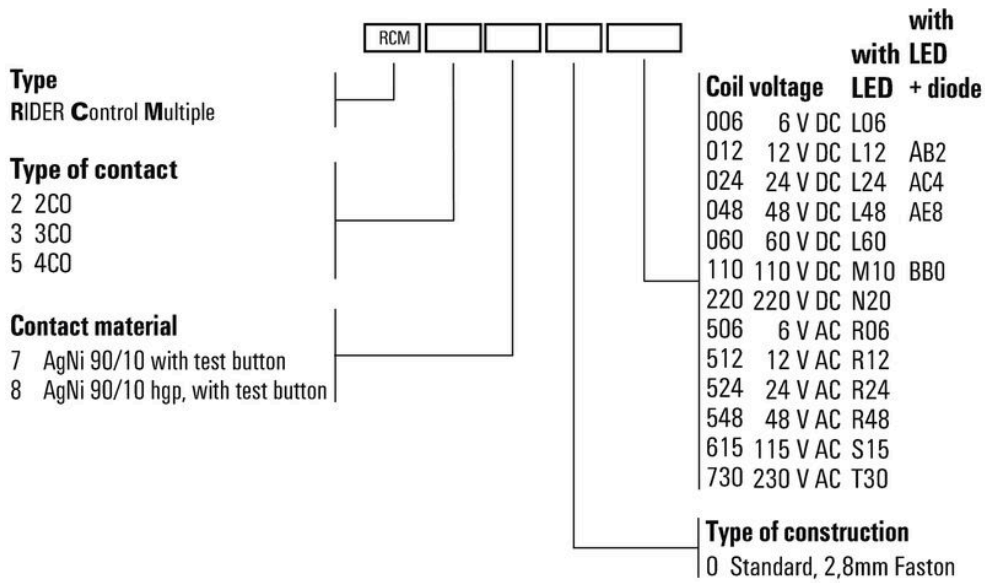 RCM
Type
RIDER Control Multiple
Type of contact
2 2CO
3 3CO
5 4CO
Contact material
7 AgNi 90/10 with test button
8 AgNi 90/10 hgp, with test button
with
with LED
Coil voltage LED + diode
006 6 V DC L06
012 12 V DC L12 AB2
024 24 V DC L24 AC4
048 48 V DC L48 AE8
060 60 V DC L60
110 110 V DC M10 BB0
220 220 V DC N20
506 6 V AC R06
512 12 V AC R12
524 24 V AC R24
548 48 V AC R48
615 115 V AC S15
730 230 V AC T30
Type of construction
0 Standard, 2,8mm Faston